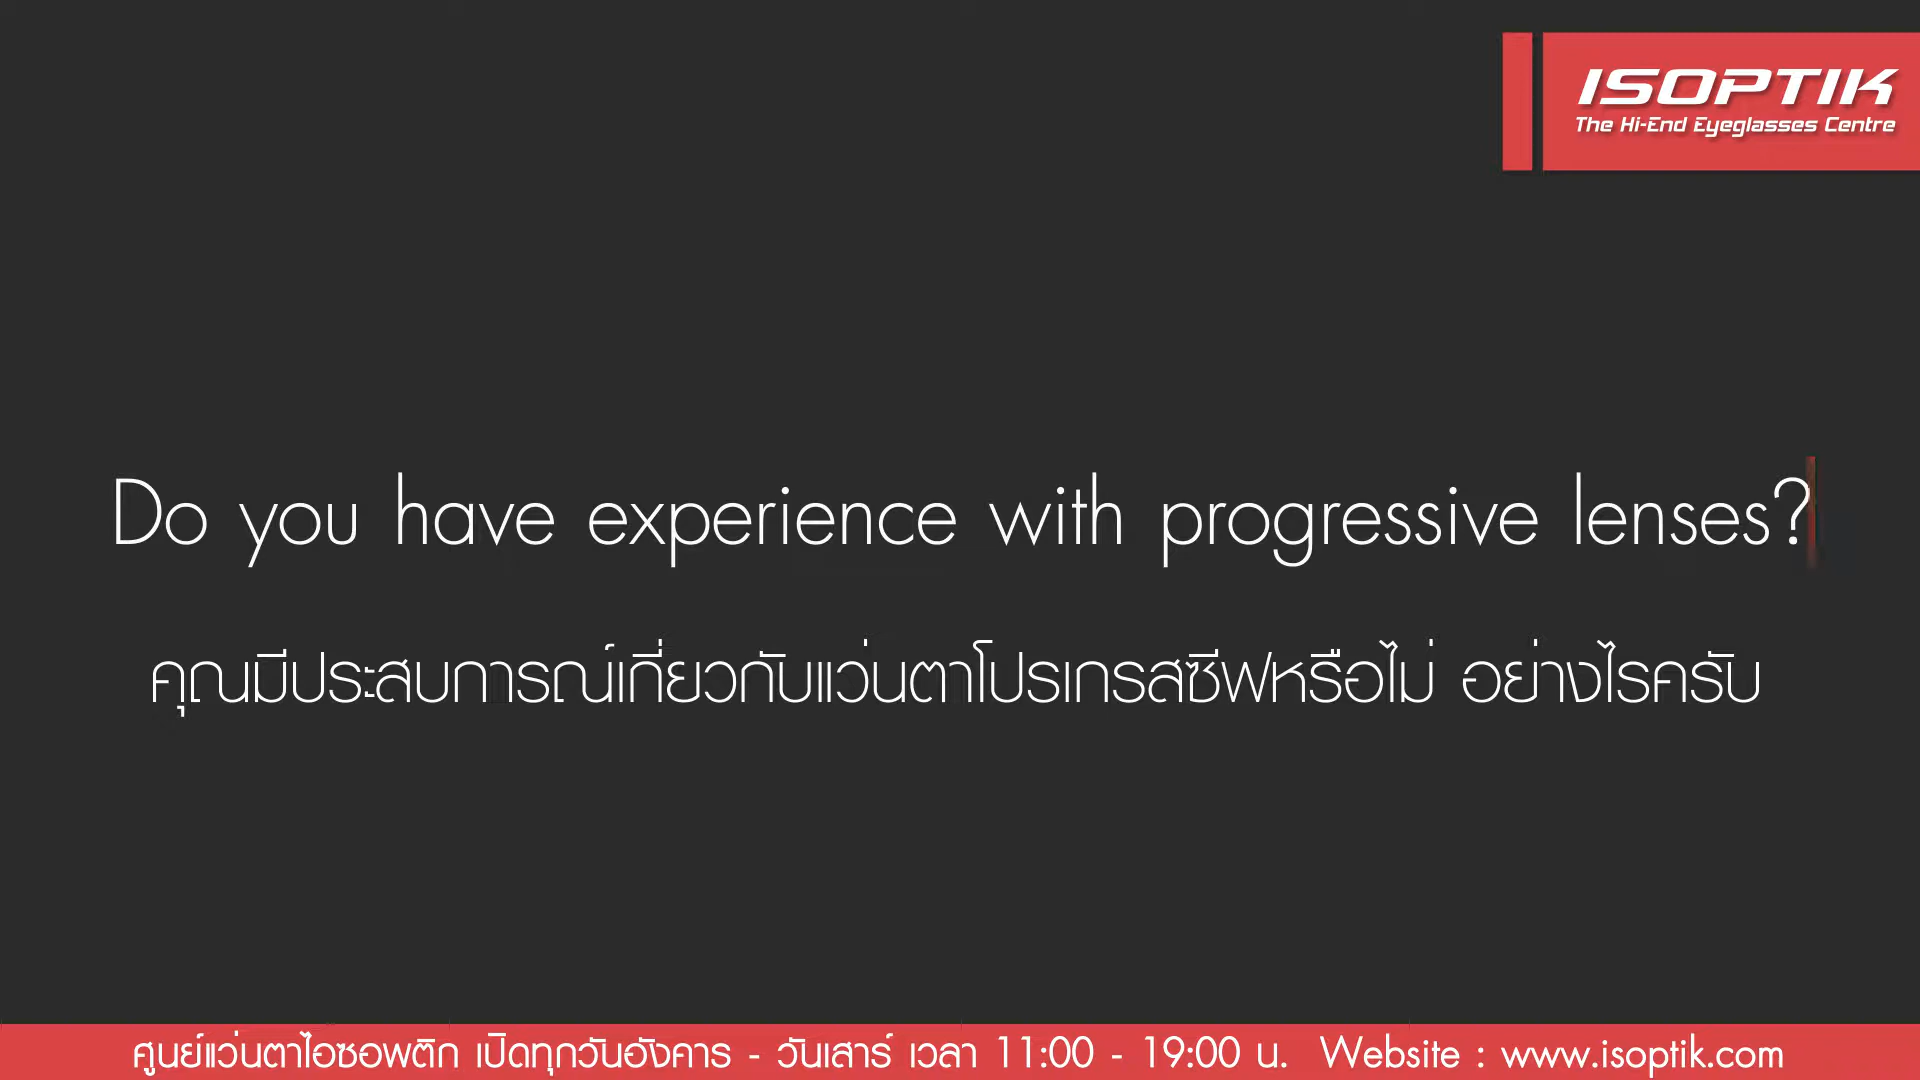 ISOPTIK
The Hi-End Eyeglasses Centre
Do you have experience with progressive lenses?
คุณมีประสบการณ์เกี่ยวกับแว่นตาโปรเกรสซีฟหรือไม่ อย่างไรครับ
ศูนย์แว่นตาไอซอพติก เปิดทุกวันอังคาร - วันเสาร์ เวลา 11:00 - 19:00 น. Website : www.isoptik.com